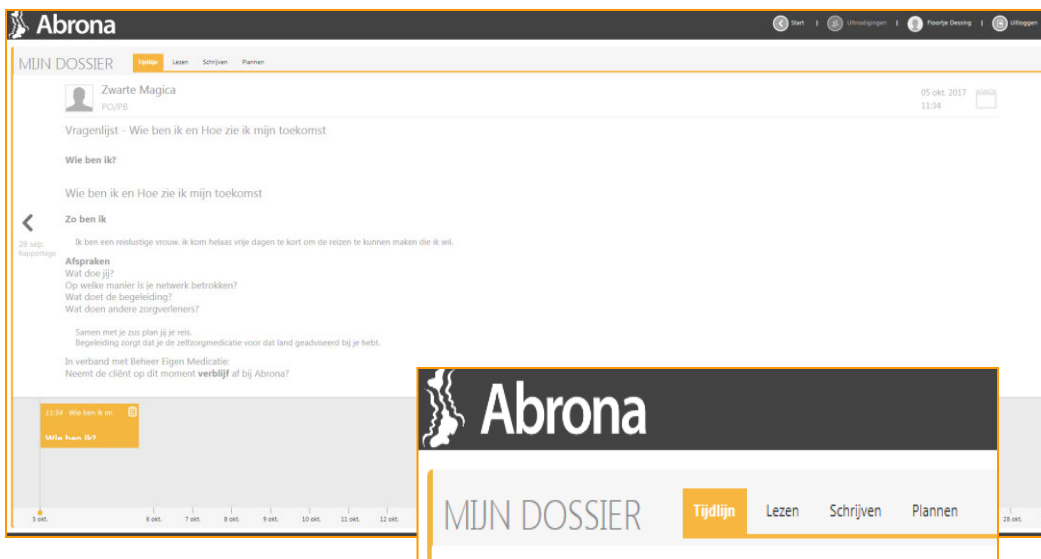 Abrona
Start | Uitnodigingen | Floortje Dessing | Uitloggen
MIJN DOSSIER Tijdlijn Lezen Schrijven Plannen
Zwarte Magica
PO/PB
05 okt. 2017
11:34
Vragenlijst - Wie ben ik en Hoe zie ik mijn toekomst
Wie ben ik?
Wie ben ik en Hoe zie ik mijn toekomst
Zo ben ik
28 sep.
Rapportage
Ik ben een reislustige vrouw. ik kom helaas vrije dagen te kort om de reizen te kunnen maken die ik wil.
Afspraken
Wat doe jij?
Op welke manier is je netwerk betrokken?
Wat doet de begeleiding?
Wat doen andere zorgverleners?
Samen met je zus plan jij je reis.
Begeleiding zorgt dat je de zelfzorgmedicatie voor dat land geadviseerd bij je hebt.
In verband met Beheer Eigen Medicatie:
Neemt de cliënt op dit moment verblijf af bij Abrona?
11:34 Wie ben ik en
Wie ben ik?
5 okt. 6 okt. 7 okt. 8 okt. 9 okt. 10 okt. 11 okt. 12 okt. 28 okt.
Abrona
MIJN DOSSIER Tijdlijn Lezen Schrijven Plannen